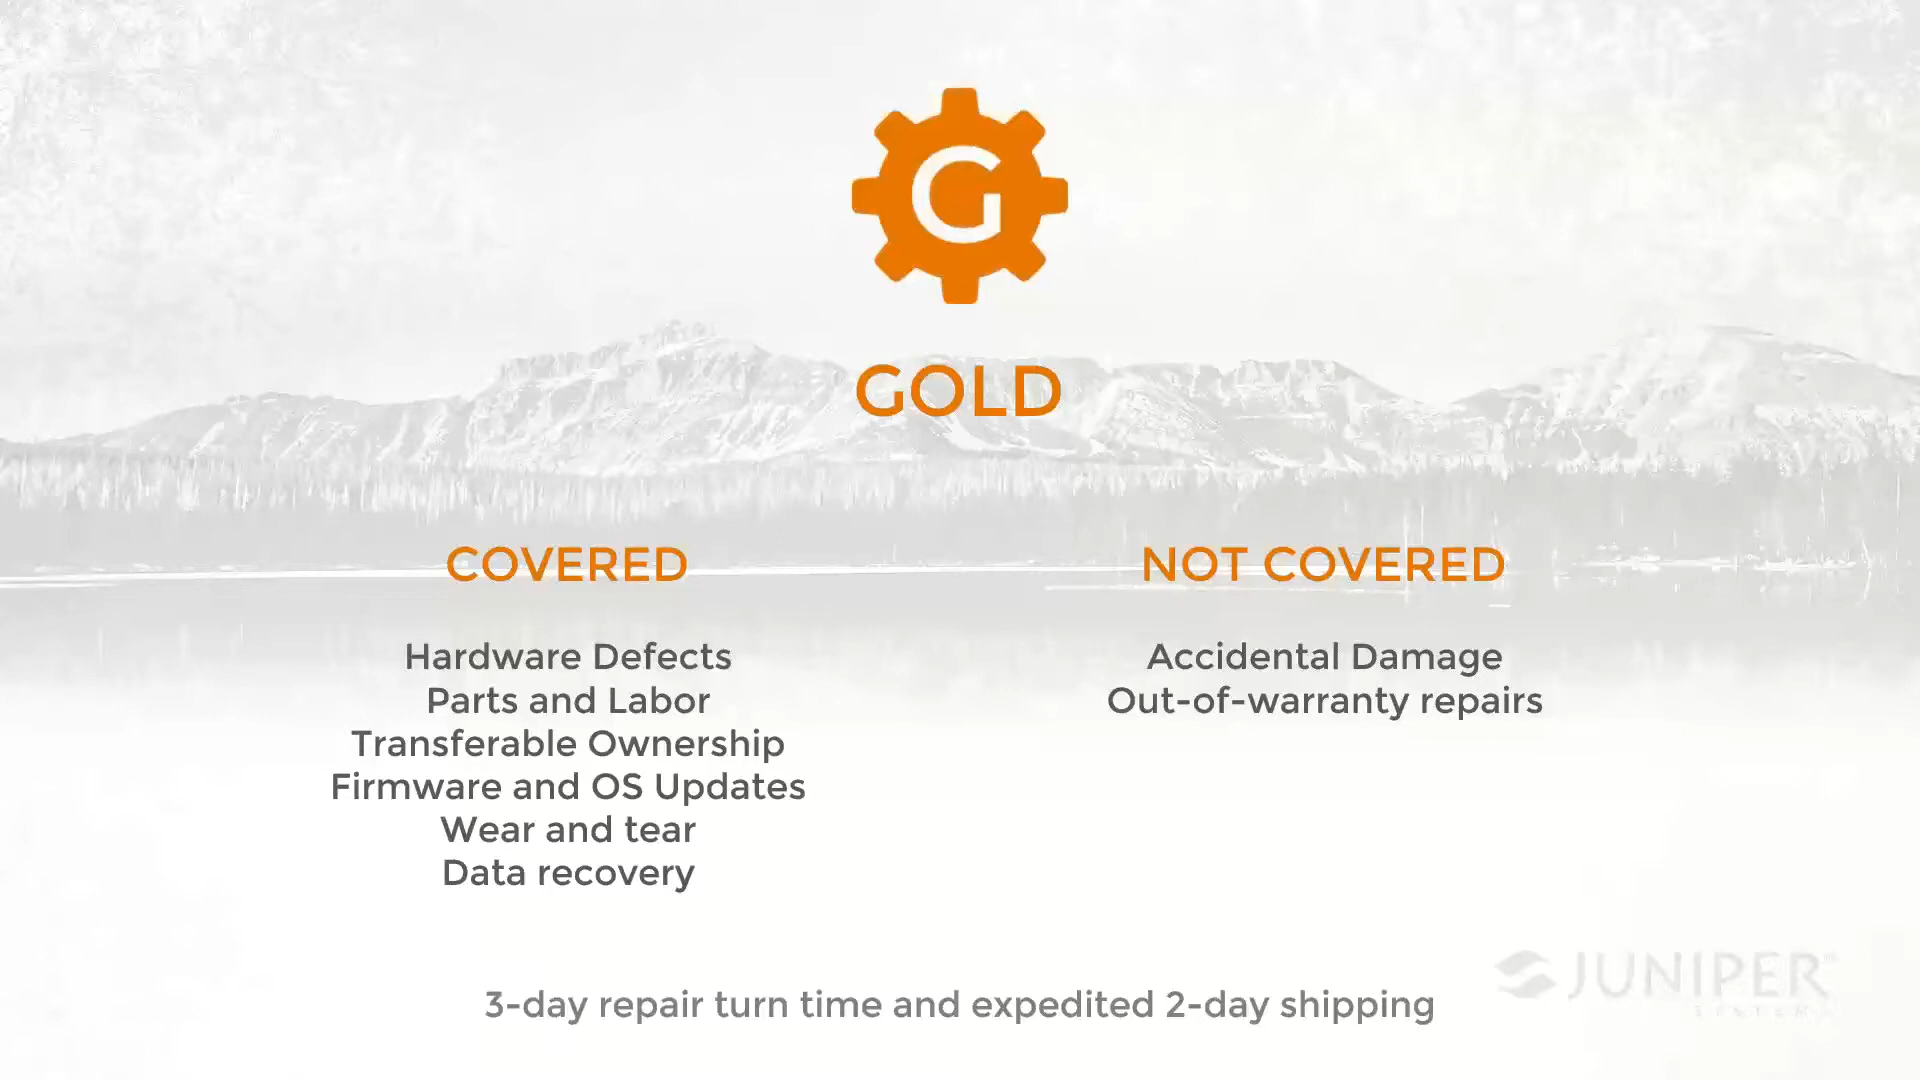 G
GOLD
COVERED
Hardware Defects
Parts and Labor
Transferable Ownership
Firmware and OS Updates
Wear and tear
Data recovery
NOT COVERED
Accidental Damage
Out-of-warranty repairs
3-day repair turn time and expedited 2-day shipping
JUNIPER
SYSTEMS